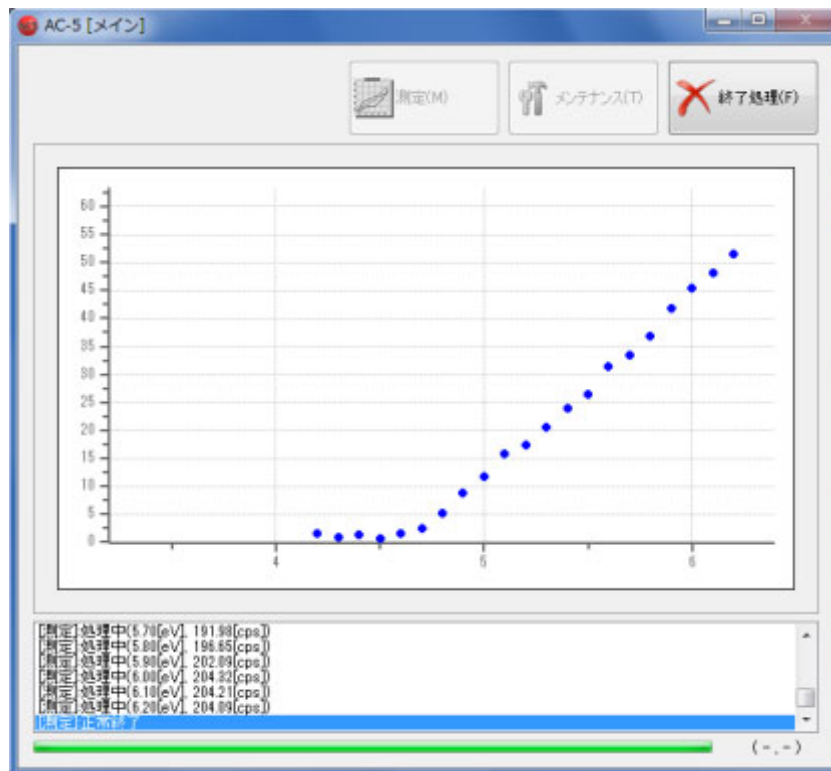 AC-5 [メイン]
測定(M)
メンテナンス(T)
終了処理(F)
60
55
50
45
40
35
30
25
20
15
10
5
0
4
5
6
[測定]:処理中(5.70[eV], 191.98[cps])
[測定]:処理中(5.80[eV], 196.65[cps])
[測定]:処理中(5.90[eV], 202.09[cps])
[測定]:処理中(6.00[eV], 204.32[cps])
[測定]:処理中(6.10[eV], 204.21[cps])
[測定]:処理中(6.20[eV], 204.09[cps])
[測定]:正常終了
(-,-)